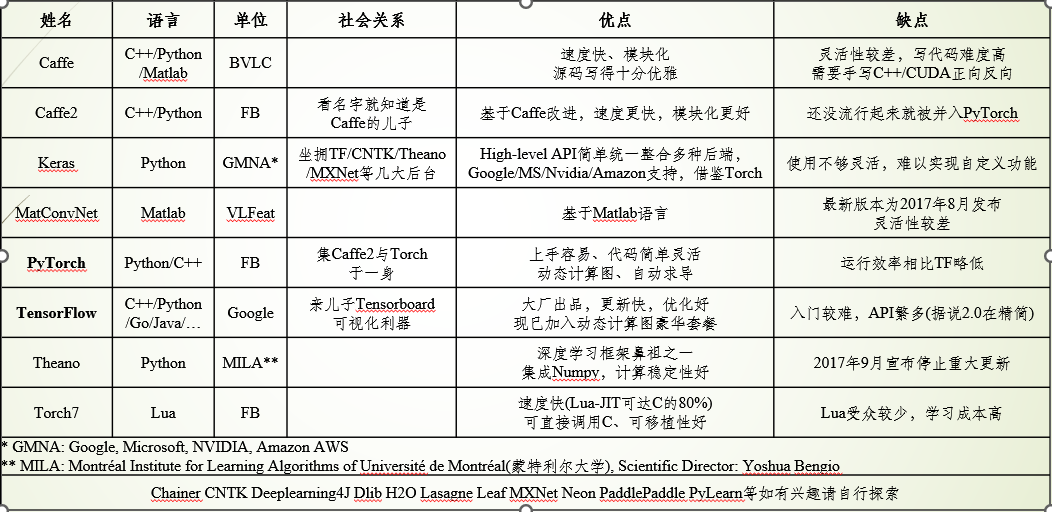 姓名 语言 单位 社会关系 优点 缺点
Caffe C++/Python BVLC 速度快、模块化 灵活性较差，写代码难度高
/Matlab 源码写得十分优雅 需要手写C++/CUDA正向反向
Caffe2 C++/Python FB 看名字就知道是 基于Caffe改进，速度更快，模块化更好 还没流行起来就被并入PyTorch
Caffe的儿子
Keras Python GMNA* 坐拥TF/CNTK/Theano High-level API简单统一整合多种后端， 使用不够灵活，难以实现自定义功能
/MXNet等几大后台 Google/MS/Nvidia/Amazon支持，借鉴Torch
MatConvNet Matlab VLFeat 基于Matlab语言 最新版本为2017年8月发布
灵活性较差
PyTorch Python/C++ FB 集Caffe2与Torch 上手容易、代码简单灵活 运行效率相比TF略低
于一身 动态计算图、自动求导
TensorFlow C++/Python Google 亲儿子Tensorboard 大厂出品，更新快，优化好 入门较难，API繁多(据说2.0在精简)
/Go/Java/… 可视化利器 现已加入动态计算图豪华套餐
Theano Python MILA** 深度学习框架鼻祖之一 2017年9月宣布停止重大更新
集成Numpy，计算稳定性好
Torch7 Lua FB 速度快(Lua-JIT可达C的80%) Lua受众较少，学习成本高
可直接调用C、可移植性好
* GMNA: Google, Microsoft, NVIDIA, Amazon AWS
** MILA: Montréal Institute for Learning Algorithms of Université de Montréal(蒙特利尔大学), Scientific Director: Yoshua Bengio
Chainer CNTK Deeplearning4J Dlib H2O Lasagne Leaf MXNet Neon PaddlePaddle PyLearn等如有兴趣请自行探索